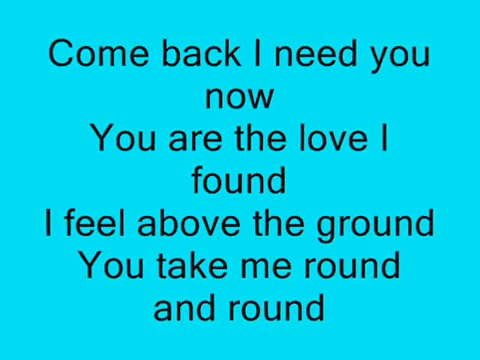 Come back I need you
now
You are the love I
found
I feel above the ground
You take me round
and round